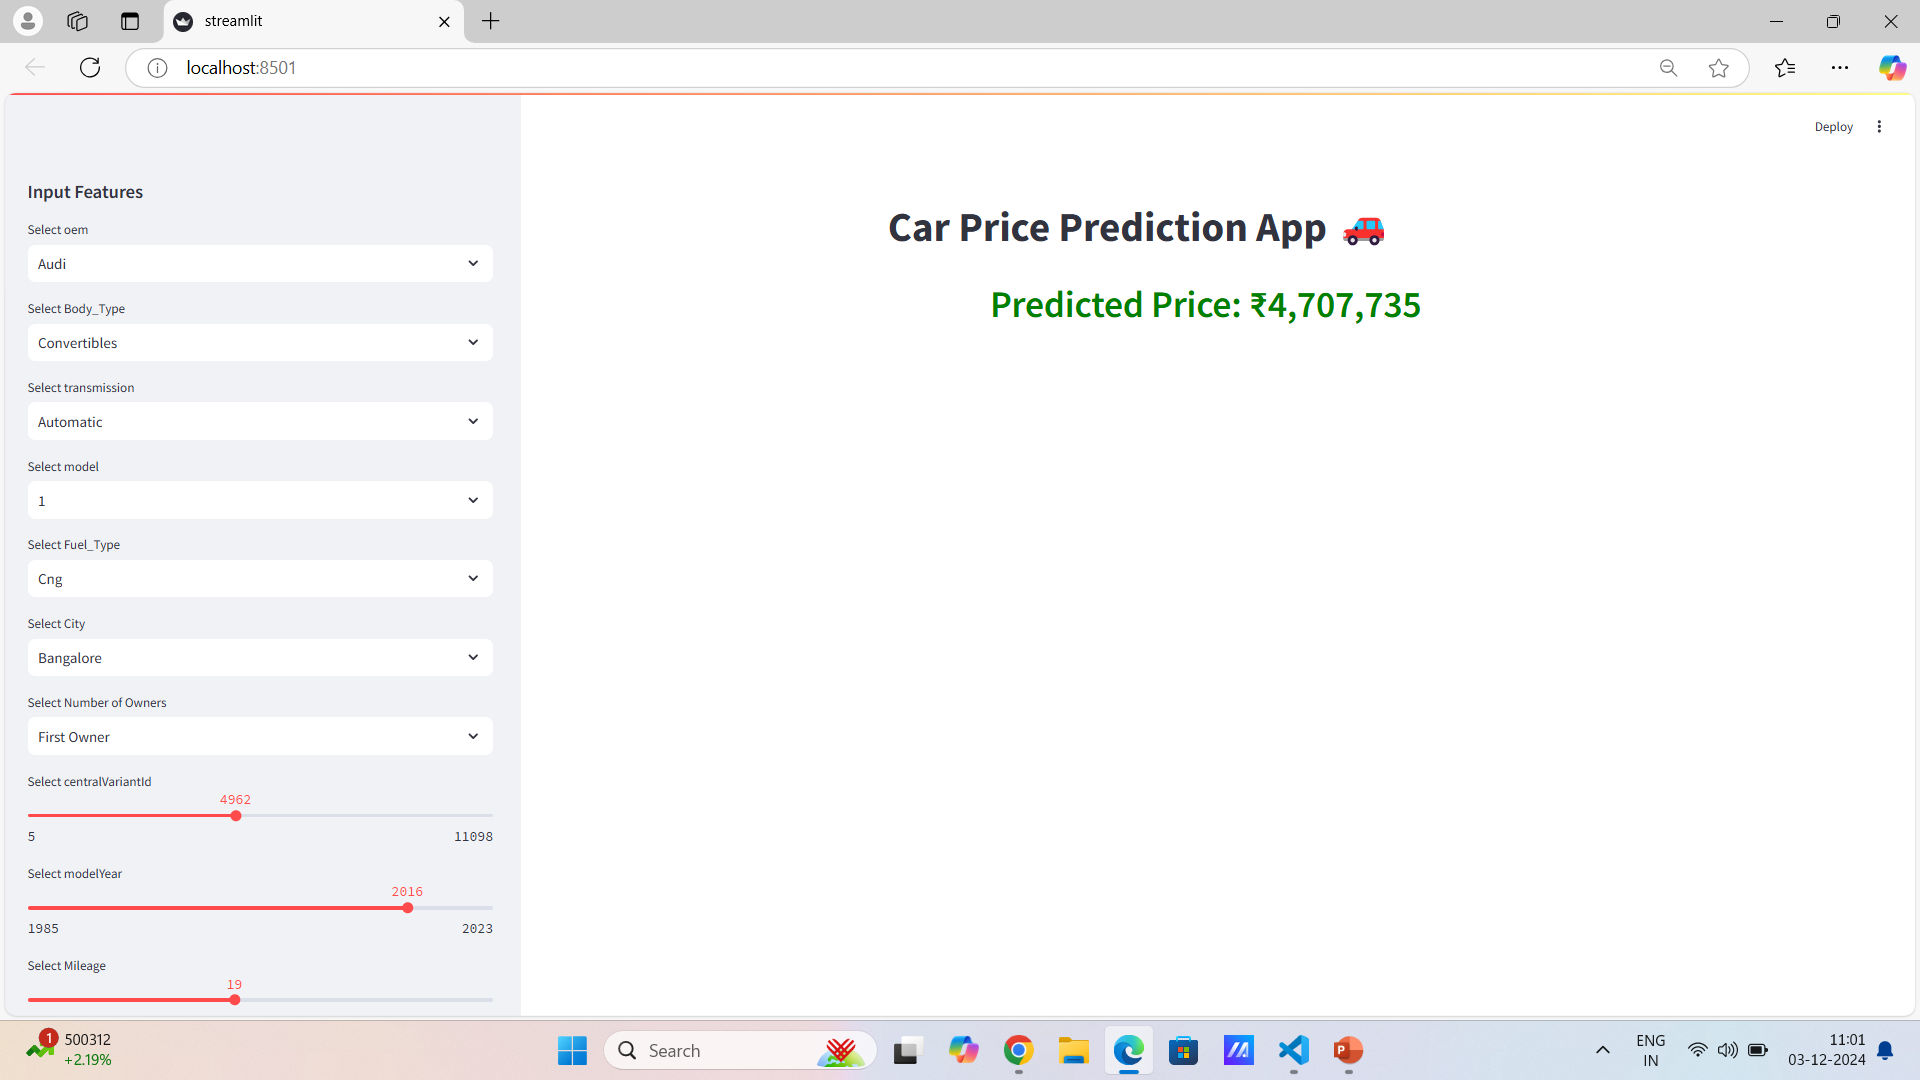 streamlit
localhost:8501
Deploy
Input Features
Select oem
Audi
Select Body_Type
Convertibles
Select transmission
Automatic
Select model
1
Select Fuel_Type
Cng
Select City
Bangalore
Select Number of Owners
First Owner
Select centralVariantId
4962
5 11098
Select modelYear
2016
1985 2023
Select Mileage
19
Car Price Prediction App
Predicted Price: ₹4,707,735
1
500312
+2.19%
Search
ENG
IN
11:01
03-12-2024